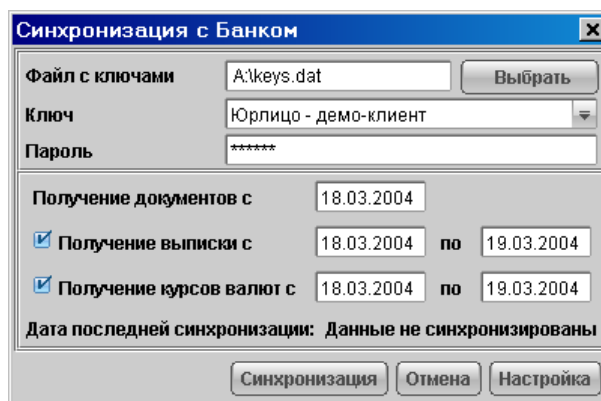 Синхронизация с Банком
Файл с ключами A:\keys.dat Выбрать
Ключ Юрлицо - демо-клиент
Пароль ******
Получение документов с 18.03.2004
Получение выписки с 18.03.2004 по 19.03.2004
Получение курсов валют с 18.03.2004 по 19.03.2004
Дата последней синхронизации: Данные не синхронизированы
Синхронизация Отмена Настройка